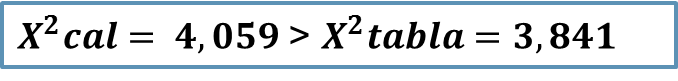 X²cal = 4,059 > X²tabla = 3,841